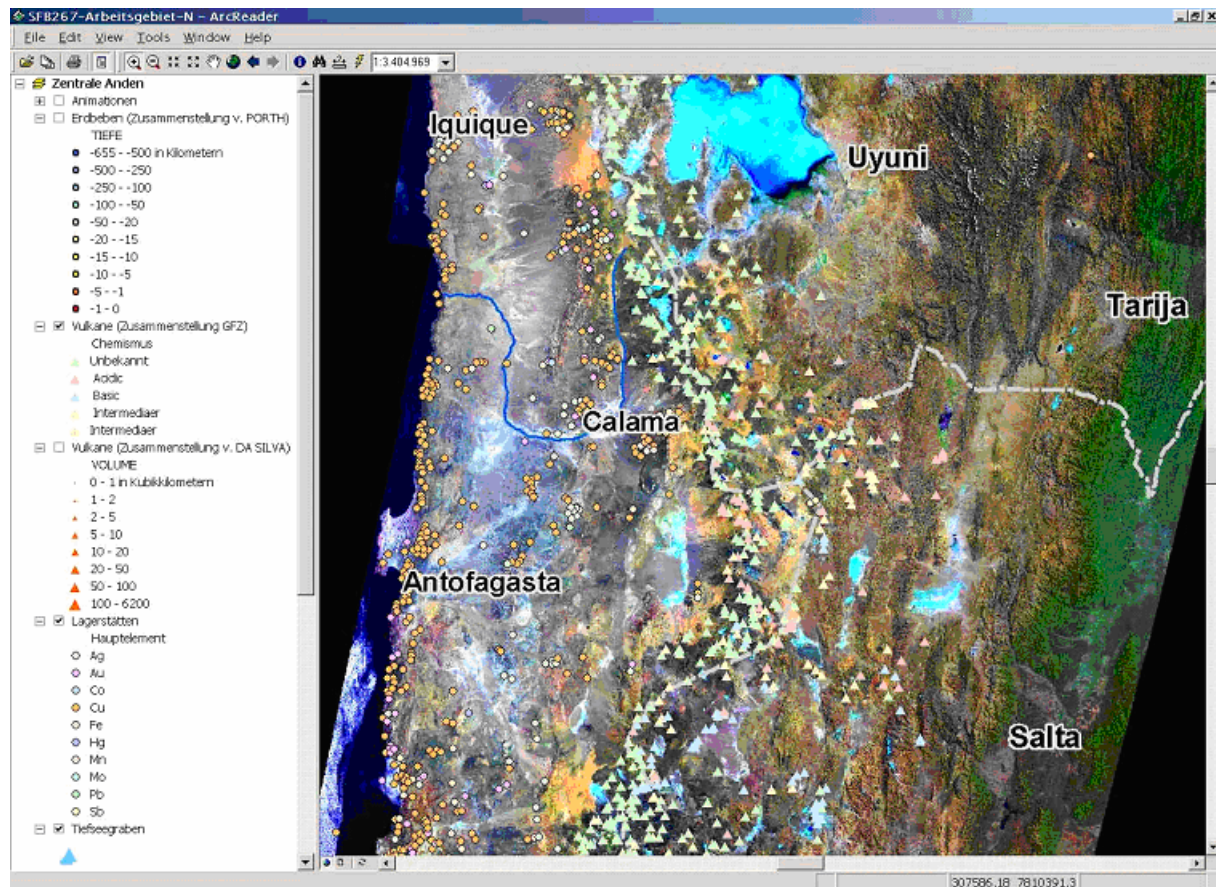 SFB267-Arbeitsgebiet-N - ArcReader
File Edit View Tools Window Help
1:3.404.969
Zentrale Anden
Animationen
Erdbeben (Zusammenstellung v. PORTH)
TIEFE
-655 - -500 in Kilometern
-500 - -250
-250 - -100
-100 - -50
-50 - -20
-20 - -15
-15 - -10
-10 - -5
-5 - -1
-1 - 0
Vulkane (Zusammenstellung GFZ)
Chemismus
Unbekannt
Acidic
Basic
Intermediaer
Intermediaer
Vulkane (Zusammenstellung v. DA SILVA)
VOLUME
0 - 1 in Kubikkilometern
1 - 2
2 - 5
5 - 10
10 - 20
20 - 50
50 - 100
100 - 6200
Lagerstätten
Hauptelement
Ag
Au
Co
Cu
Fe
Hg
Mn
Mo
Pb
Sb
Tiefseegraben
Iquique
Uyuni
Tarija
Calama
Antofagasta
Salta
307586.18 7810391.3